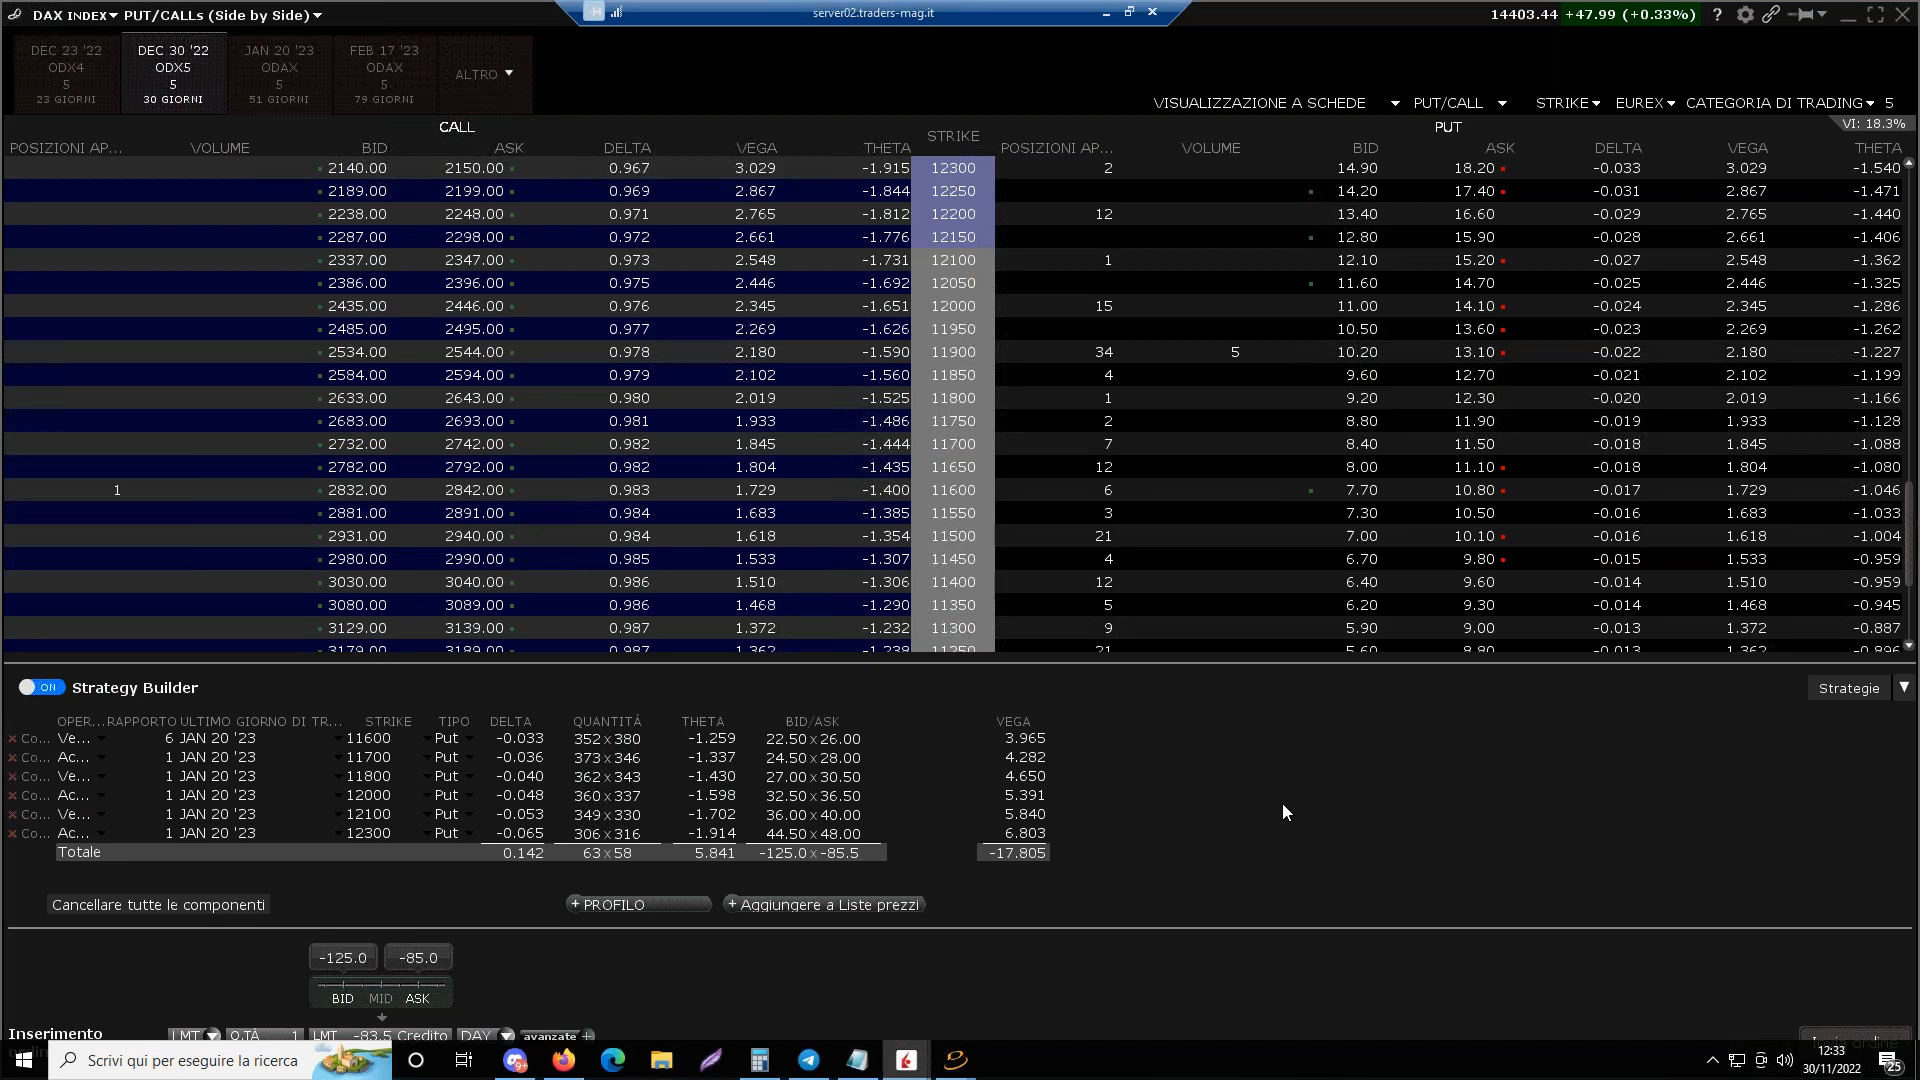 DAX INDEX PUT/CALLs (Side by Side) server02.traders-mag.it 14403.44 +47.99 (+0.33%) ?
DEC 23 '22 DEC 30 '22 JAN 20 '23 FEB 17 '23
ODX4 ODX5 ODAX ODAX ALTRO
5 5 5 5
23 GIORNI 30 GIORNI 51 GIORNI 79 GIORNI
VISUALIZZAZIONE A SCHEDE PUT/CALL STRIKE EUREX CATEGORIA DI TRADING 5
CALL STRIKE PUT VI: 18.3%
POSIZIONI AP... VOLUME BID ASK DELTA VEGA THETA POSIZIONI AP... VOLUME BID ASK DELTA VEGA THETA
2140.00 2150.00 0.967 3.029 -1.915 12300 2 14.90 18.20 -0.033 3.029 -1.540
2189.00 2199.00 0.969 2.867 -1.844 12250 14.20 17.40 -0.031 2.867 -1.471
2238.00 2248.00 0.971 2.765 -1.812 12200 12 13.40 16.60 -0.029 2.765 -1.440
2287.00 2298.00 0.972 2.661 -1.776 12150 12.80 15.90 -0.028 2.661 -1.406
2337.00 2347.00 0.973 2.548 -1.731 12100 1 12.10 15.20 -0.027 2.548 -1.362
2386.00 2396.00 0.975 2.446 -1.692 12050 11.60 14.70 -0.025 2.446 -1.325
2435.00 2446.00 0.976 2.345 -1.651 12000 15 11.00 14.10 -0.024 2.345 -1.286
2485.00 2495.00 0.977 2.269 -1.626 11950 10.50 13.60 -0.023 2.269 -1.262
2534.00 2544.00 0.978 2.180 -1.590 11900 34 5 10.20 13.10 -0.022 2.180 -1.227
2584.00 2594.00 0.979 2.102 -1.560 11850 4 9.60 12.70 -0.021 2.102 -1.199
2633.00 2643.00 0.980 2.019 -1.525 11800 1 9.20 12.30 -0.020 2.019 -1.166
2683.00 2693.00 0.981 1.933 -1.486 11750 2 8.80 11.90 -0.019 1.933 -1.128
2732.00 2742.00 0.982 1.845 -1.444 11700 7 8.40 11.50 -0.018 1.845 -1.088
2782.00 2792.00 0.982 1.804 -1.435 11650 12 8.00 11.10 -0.018 1.804 -1.080
1 2832.00 2842.00 0.983 1.729 -1.400 11600 6 7.70 10.80 -0.017 1.729 -1.046
2881.00 2891.00 0.984 1.683 -1.385 11550 3 7.30 10.50 -0.016 1.683 -1.033
2931.00 2940.00 0.984 1.618 -1.354 11500 21 7.00 10.10 -0.016 1.618 -1.004
2980.00 2990.00 0.985 1.533 -1.307 11450 4 6.70 9.80 -0.015 1.533 -0.959
3030.00 3040.00 0.986 1.510 -1.306 11400 12 6.40 9.60 -0.014 1.510 -0.959
3080.00 3089.00 0.986 1.468 -1.290 11350 5 6.20 9.30 -0.014 1.468 -0.945
3129.00 3139.00 0.987 1.372 -1.232 11300 9 5.90 9.00 -0.013 1.372 -0.887
3179.00 3189.00 0.987 1.362 -1.238 11250 21 5.60 8.80 -0.013 1.362 -0.896
ON Strategy Builder Strategie
OPER... RAPPORTO ULTIMO GIORNO DI TR... STRIKE TIPO DELTA QUANTITÀ THETA BID/ASK VEGA
× Co... Ve... 6 JAN 20 '23 11600 Put -0.033 352 x 380 -1.259 22.50 x 26.00 3.965
× Co... Ac... 1 JAN 20 '23 11700 Put -0.036 373 x 346 -1.337 24.50 x 28.00 4.282
× Co... Ve... 1 JAN 20 '23 11800 Put -0.040 362 x 343 -1.430 27.00 x 30.50 4.650
× Co... Ac... 1 JAN 20 '23 12000 Put -0.048 360 x 337 -1.598 32.50 x 36.50 5.391
× Co... Ve... 1 JAN 20 '23 12100 Put -0.053 349 x 330 -1.702 36.00 x 40.00 5.840
× Co... Ac... 1 JAN 20 '23 12300 Put -0.065 306 x 316 -1.914 44.50 x 48.00 6.803
Totale 0.142 63 x 58 5.841 -125.0 x -85.5 -17.805
Cancellare tutte le componenti + PROFILO + Aggiungere a Liste prezzi
-125.0 -85.0
BID MID ASK
Inserimento LMT Q.TÀ 1 LMT -83.5 Credito DAY avanzate +
Scrivi qui per eseguire la ricerca 9+ 12:33
30/11/2022 25